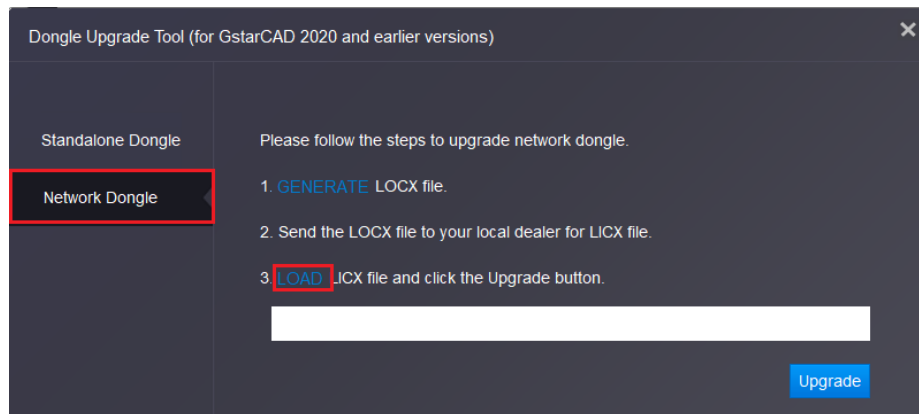 Dongle Upgrade Tool (for GstarCAD 2020 and earlier versions)
Standalone Dongle
Network Dongle
Please follow the steps to upgrade network dongle.
1. GENERATE LOCX file.
2. Send the LOCX file to your local dealer for LICX file.
3. LOAD LICX file and click the Upgrade button.
Upgrade